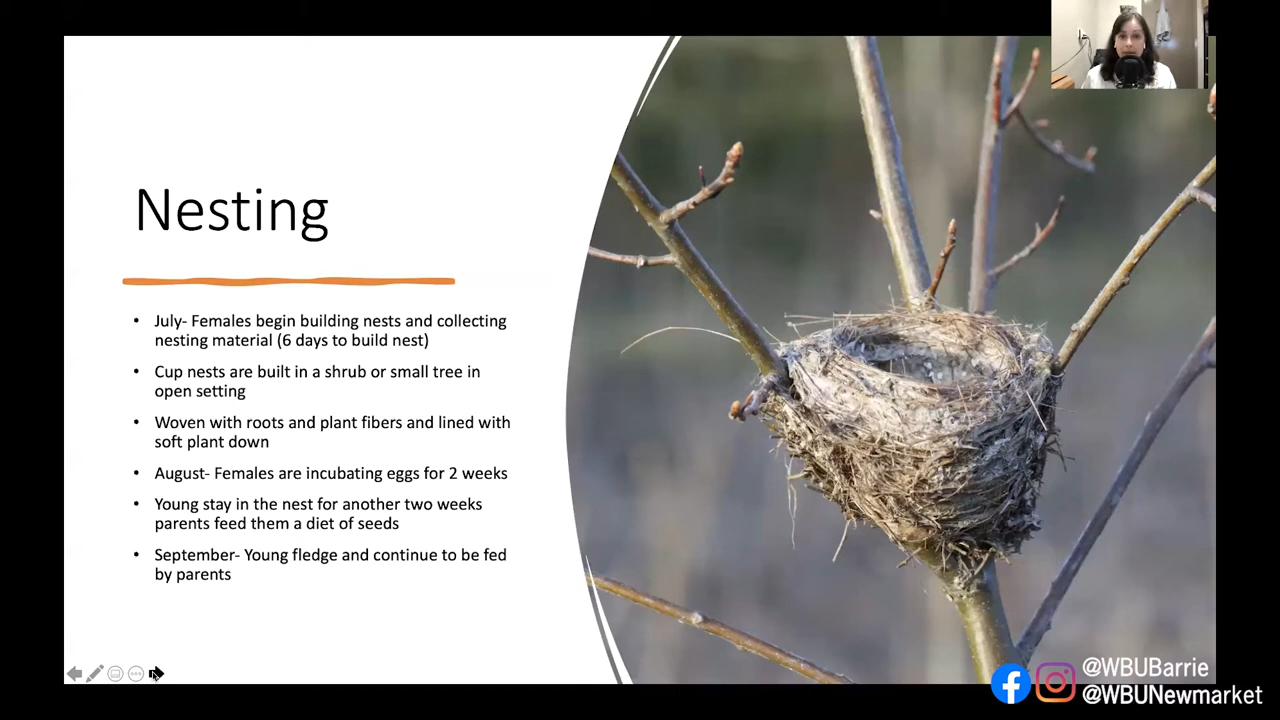 Nesting
• July- Females begin building nests and collecting
nesting material (6 days to build nest)
• Cup nests are built in a shrub or small tree in
open setting
• Woven with roots and plant fibers and lined with
soft plant down
• August- Females are incubating eggs for 2 weeks
• Young stay in the nest for another two weeks
parents feed them a diet of seeds
• September- Young fledge and continue to be fed
by parents
@WBUBarrie
@WBUNewmarket